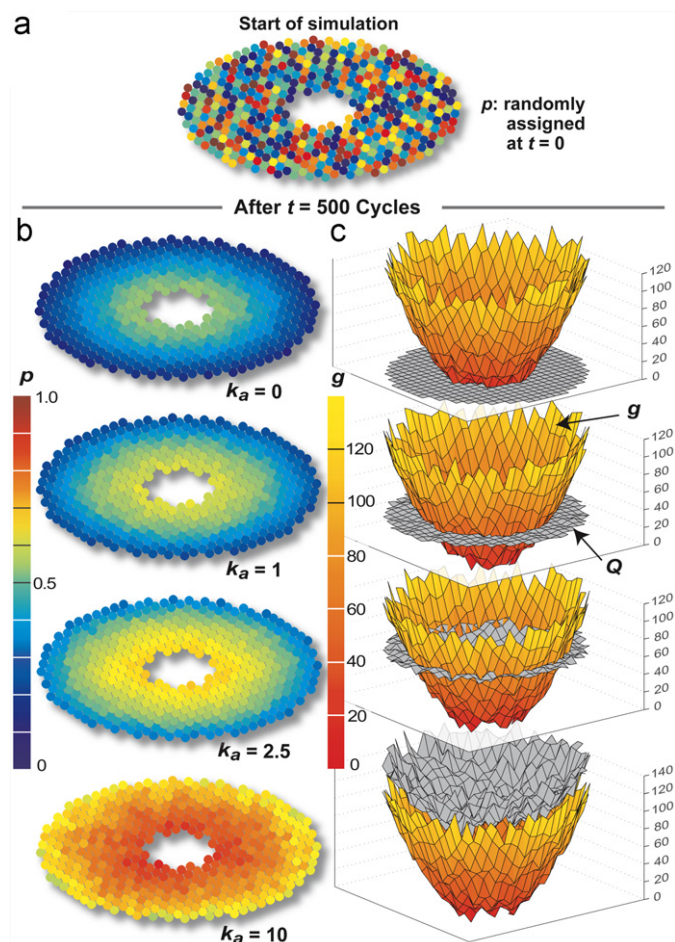 a
Start of simulation
p: randomly
assigned
at t = 0
After t = 500 Cycles
b
c
120
100
80
60
40
20
0
p
1.0
0.5
0
k_a = 0
g
100
80
60
40
20
0
g
120
100
80
60
40
20
0
Q
k_a = 1
120
100
80
60
40
20
0
k_a = 2.5
140
120
100
80
60
40
20
0
k_a = 10